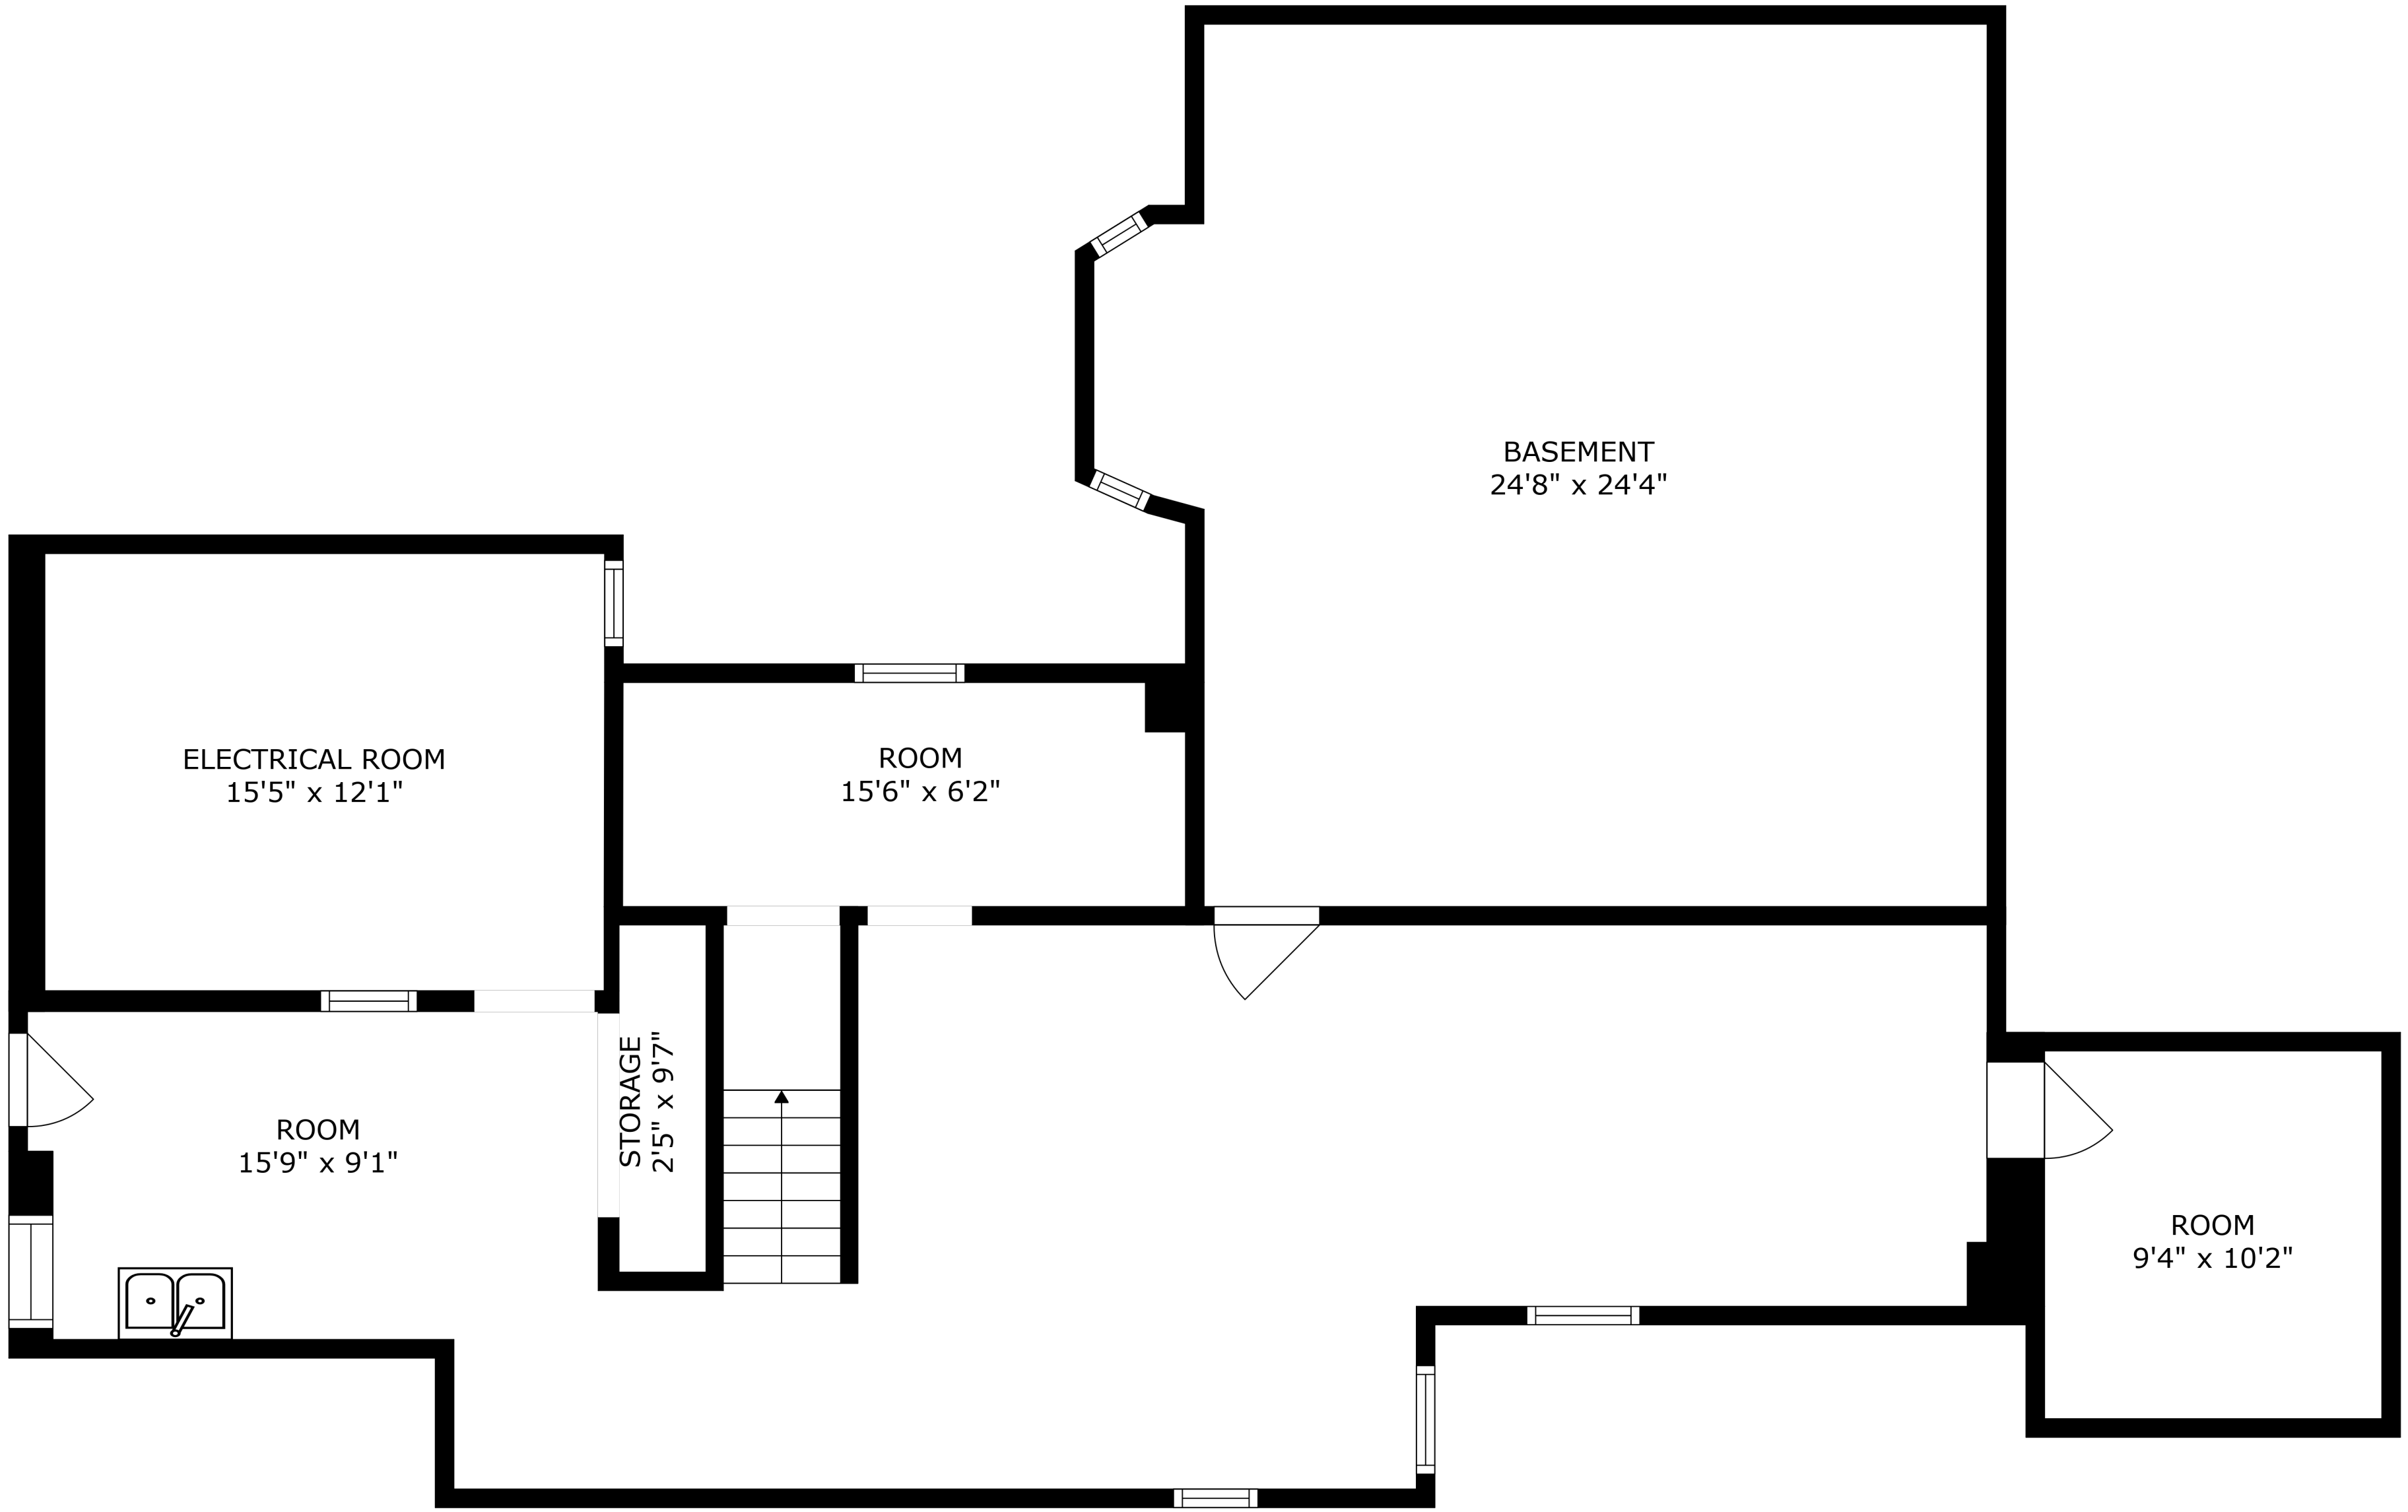 BASEMENT
24'8" x 24'4"
ELECTRICAL ROOM
15'5" x 12'1"
ROOM
15'6" x 6'2"
STORAGE
2'5" x 9'7"
ROOM
15'9" x 9'1"
ROOM
9'4" x 10'2"